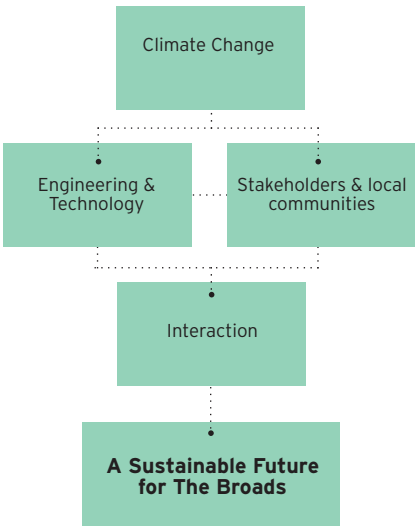 Climate Change
Engineering &
Technology
Stakeholders & local
communities
Interaction
A Sustainable Future
for The Broads